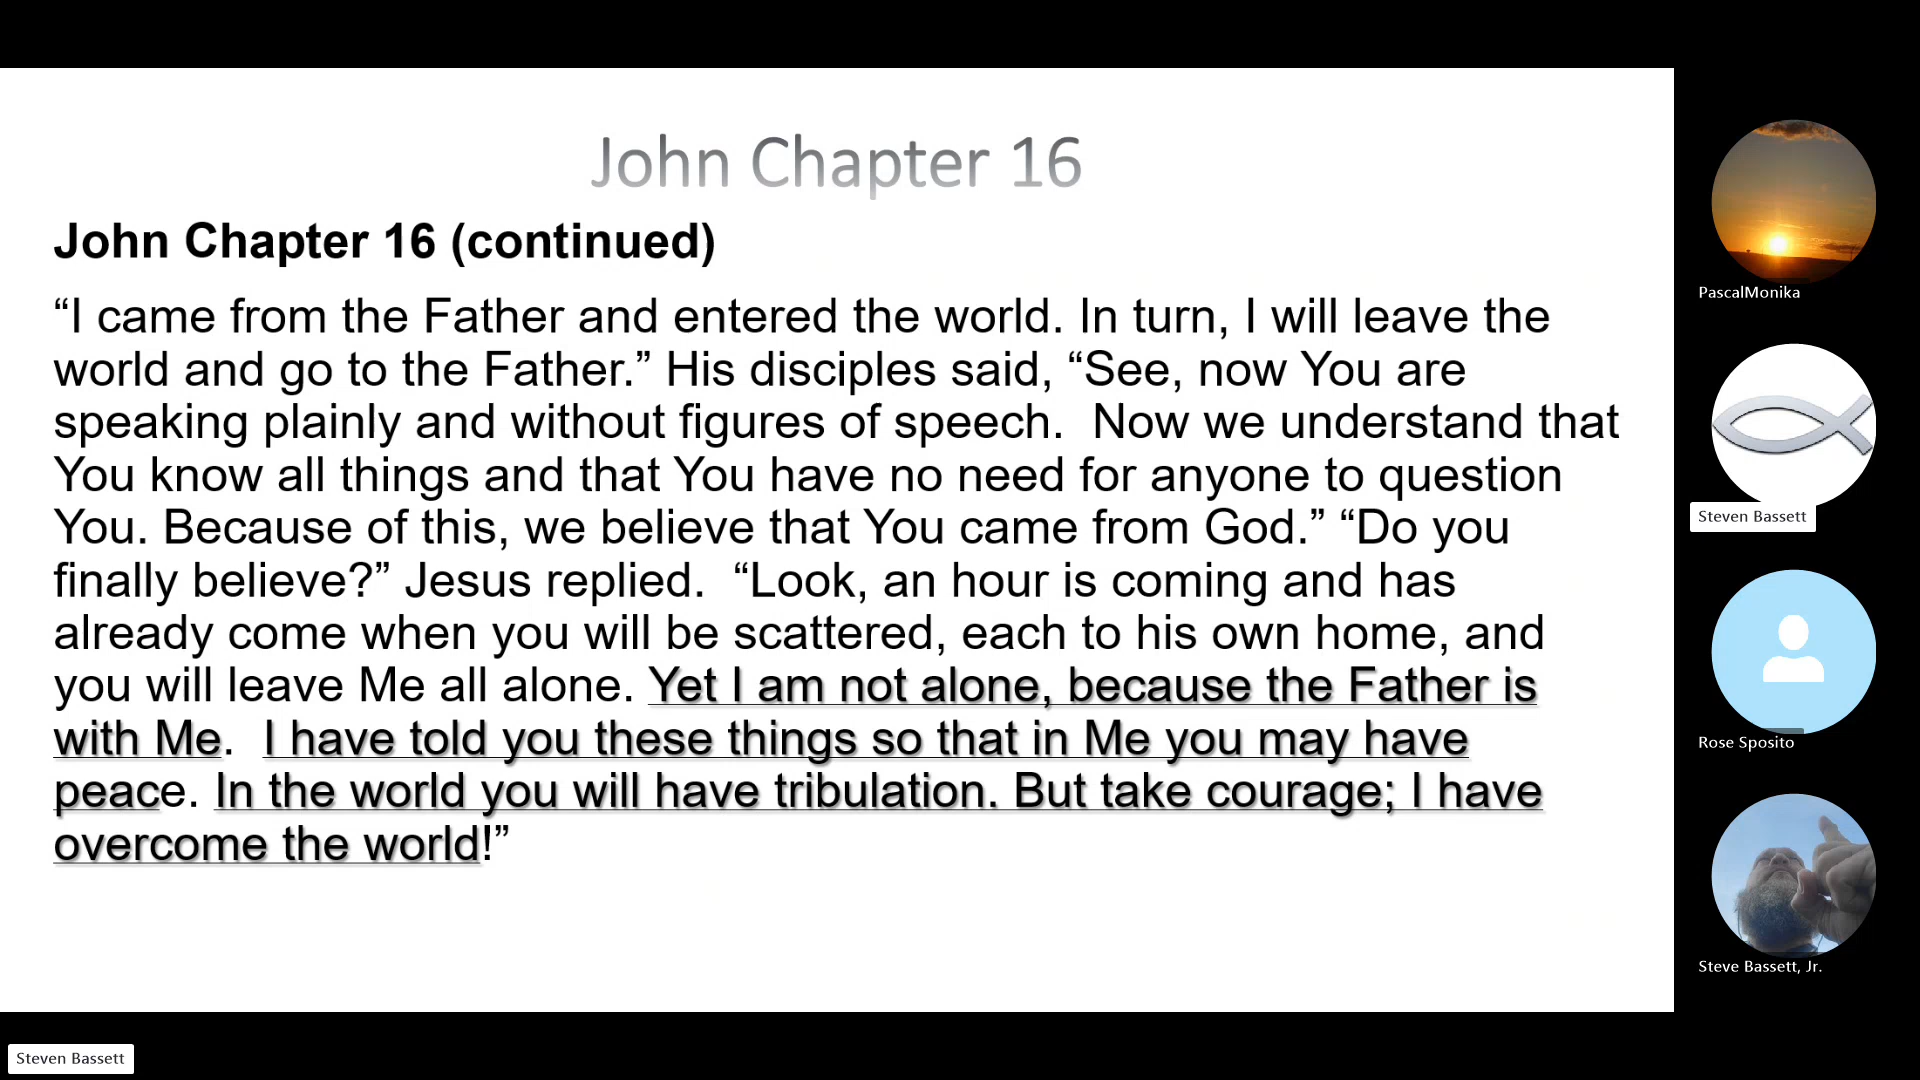 John Chapter 16
John Chapter 16 (continued)
“I came from the Father and entered the world. In turn, I will leave the
world and go to the Father.” His disciples said, “See, now You are
speaking plainly and without figures of speech.  Now we understand that
You know all things and that You have no need for anyone to question
You. Because of this, we believe that You came from God.” “Do you
finally believe?” Jesus replied.  “Look, an hour is coming and has
already come when you will be scattered, each to his own home, and
you will leave Me all alone. Yet I am not alone, because the Father is
with Me.  I have told you these things so that in Me you may have
peace. In the world you will have tribulation. But take courage; I have
overcome the world!”
PascalMonika
Steven Bassett
Rose Sposito
Steve Bassett, Jr.
Steven Bassett